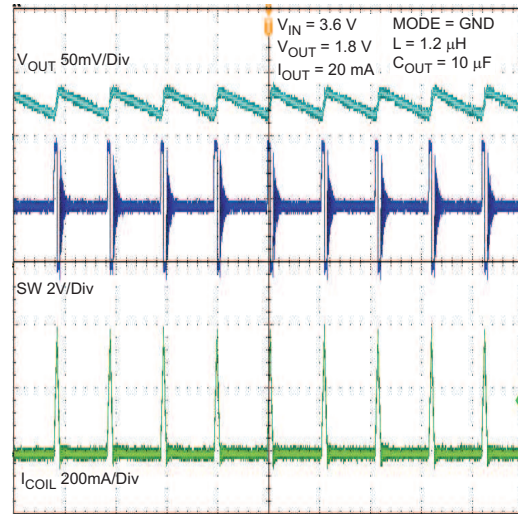 V_OUT 50mV/Div
V_IN = 3.6 V
V_OUT = 1.8 V
I_OUT = 20 mA
MODE = GND
L = 1.2 μH
C_OUT = 10 μF
SW 2V/Div
I_COIL 200mA/Div